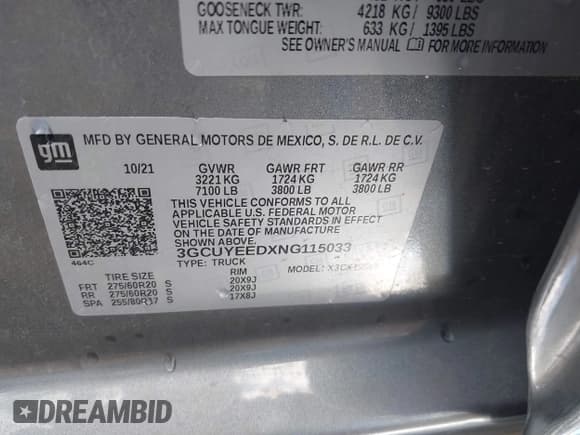 GOOSENECK TWR: 4218 KG / 9300 LBS
MAX TONGUE WEIGHT: 633 KG / 1395 LBS
SEE OWNER'S MANUAL FOR MORE INFORMATION
gm
MFD BY GENERAL MOTORS DE MEXICO, S. DE R.L. DE C.V.
10/21 GVWR GAWR FRT GAWR RR
3221 KG 1724 KG 1724 KG
7100 LB 3800 LB 3800 LB
THIS VEHICLE CONFORMS TO ALL
APPLICABLE U.S. FEDERAL MOTOR
VEHICLE SAFETY STANDARDS IN EFFECT
ON THE DATE OF MANUFACTURE
SHOWN ABOVE.
3GCUYEEDXNG115033
464C
TYPE: TRUCK MODEL:
TIRE SIZE RIM
FRT 275/60R20 S 20X9J
RR 275/60R20 S 20X9J
SPA 255/80R17 S 17X8J
DREAMBID